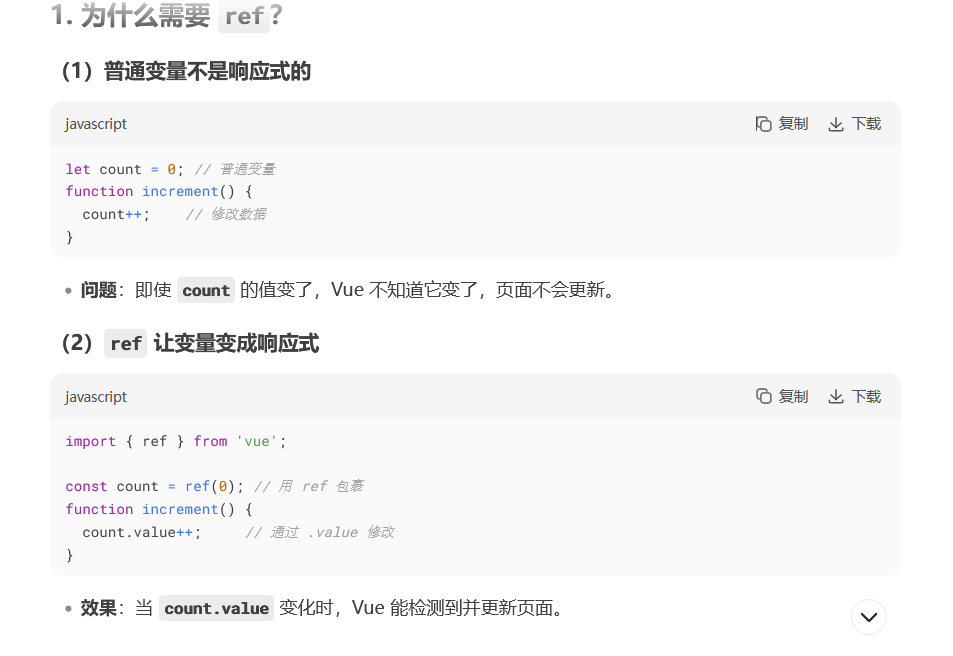 1. 为什么需要 ref?
（1）普通变量不是响应式的
javascript 复制 下载
let count = 0; // 普通变量
function increment() {
  count++;    // 修改数据
}
• 问题：即使 count 的值变了，Vue 不知道它变了，页面不会更新。
（2）ref 让变量变成响应式
javascript 复制 下载
import { ref } from 'vue';
const count = ref(0); // 用 ref 包裹
function increment() {
  count.value++;     // 通过 .value 修改
}
• 效果：当 count.value 变化时，Vue 能检测到并更新页面。